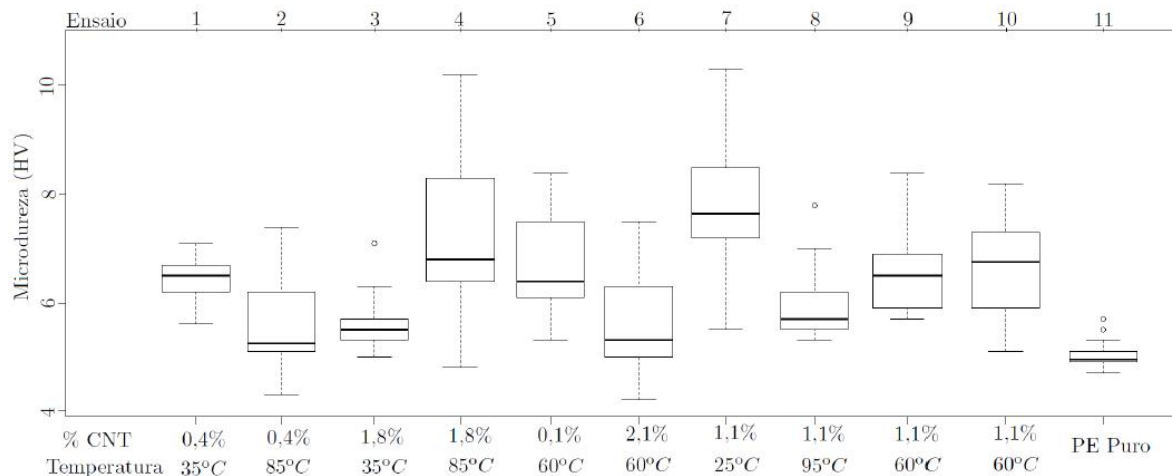 Ensaio 1 2 3 4 5 6 7 8 9 10 11
10
8
6
4
Microdureza (HV)
% CNT 0,4% 0,4% 1,8% 1,8% 0,1% 2,1% 1,1% 1,1% 1,1% 1,1% PE Puro
Temperatura 35°C 85°C 35°C 85°C 60°C 60°C 25°C 95°C 60°C 60°C